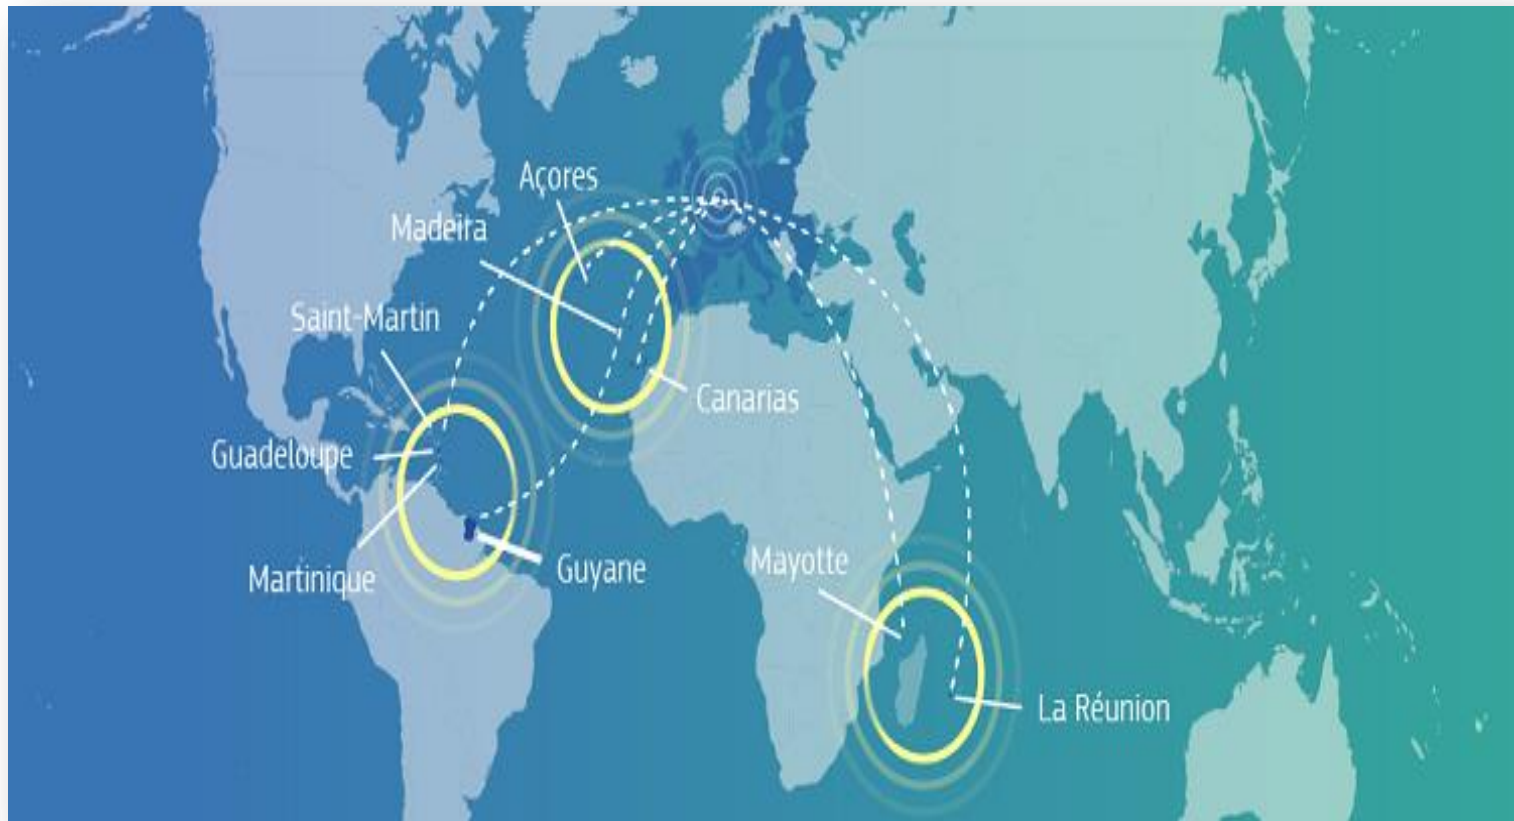 Açores
Madeira
Saint-Martin
Canarias
Guadeloupe
Martinique
Guyane
Mayotte
La Réunion